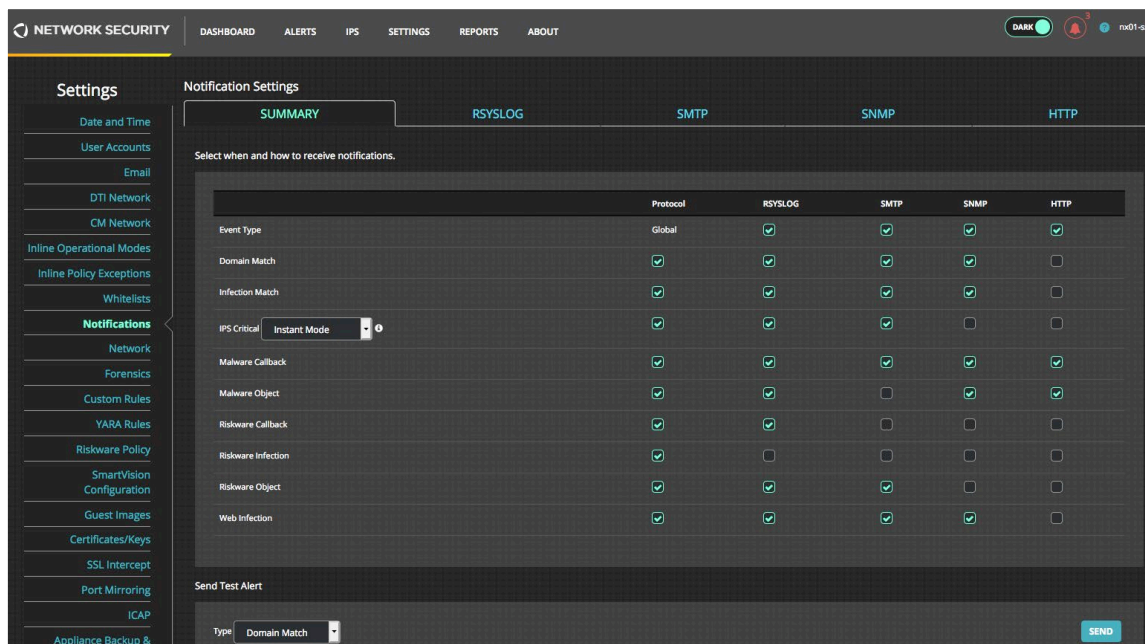 NETWORK SECURITY DASHBOARD ALERTS IPS SETTINGS REPORTS ABOUT DARK 3 ? nx01-s
Settings
Date and Time
User Accounts
Email
DTI Network
CM Network
Inline Operational Modes
Inline Policy Exceptions
Whitelists
Notifications
Network
Forensics
Custom Rules
YARA Rules
Riskware Policy
SmartVision
Configuration
Guest Images
Certificates/Keys
SSL Intercept
Port Mirroring
ICAP
Appliance Backup &
Notification Settings
SUMMARY RSYSLOG SMTP SNMP HTTP
Select when and how to receive notifications.
Protocol RSYSLOG SMTP SNMP HTTP
Event Type Global
Domain Match
Infection Match
IPS Critical Instant Mode
Malware Callback
Malware Object
Riskware Callback
Riskware Infection
Riskware Object
Web Infection
Send Test Alert
Type Domain Match SEND